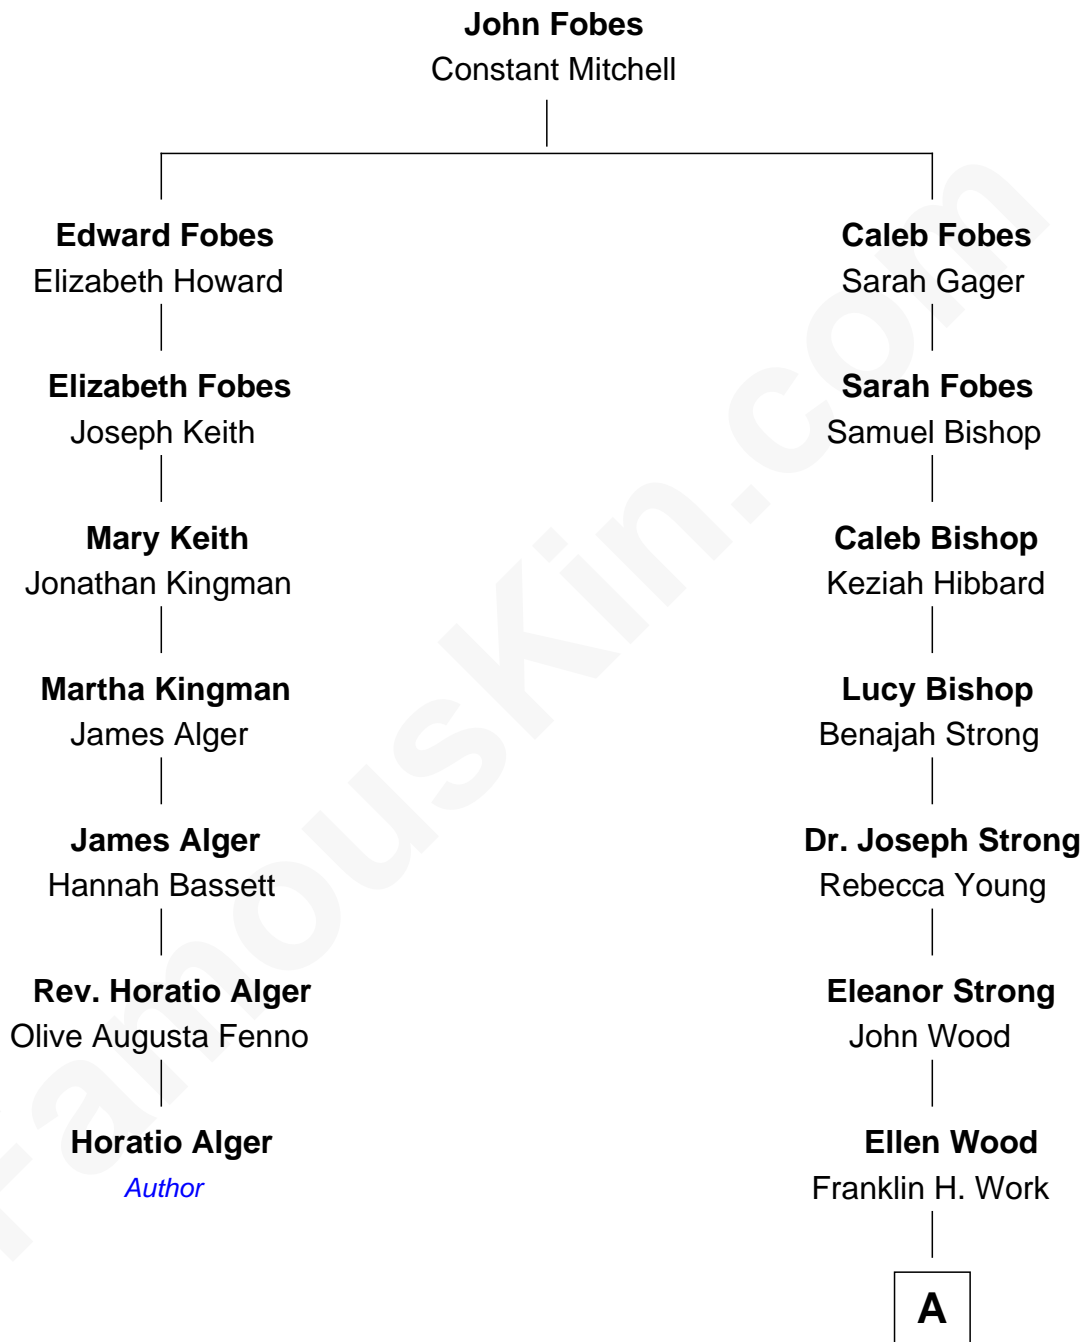 John Fobes
Constant Mitchell
Edward Fobes
Elizabeth Howard
Caleb Fobes
Sarah Gager
Elizabeth Fobes
Joseph Keith
Sarah Fobes
Samuel Bishop
Mary Keith
Jonathan Kingman
Caleb Bishop
Keziah Hibbard
Martha Kingman
James Alger
Lucy Bishop
Benajah Strong
James Alger
Hannah Bassett
Dr. Joseph Strong
Rebecca Young
Rev. Horatio Alger
Olive Augusta Fenno
Eleanor Strong
John Wood
Horatio Alger
Author
Ellen Wood
Franklin H. Work
A
FamousKin.com